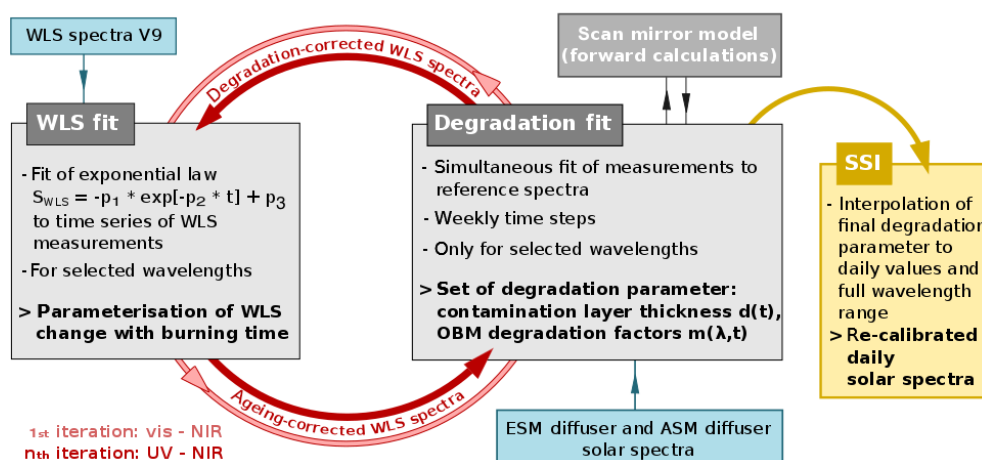 WLS spectra V9
Degradation-corrected WLS spectra
Scan mirror model
(forward calculations)
WLS fit
- Fit of exponential law
S_WLS = -p₁ * exp[-p₂ * t] + p₃
to time series of WLS
measurements
- For selected wavelengths
> Parameterisation of WLS
change with burning time
Degradation fit
- Simultaneous fit of measurements to
reference spectra
- Weekly time steps
- Only for selected wavelengths
> Set of degradation parameter:
contamination layer thickness d(t),
OBM degradation factors m(λ,t)
SSI
- Interpolation of
final degradation
parameter to
daily values and
full wavelength
range
> Re-calibrated
daily
solar spectra
Ageing-corrected WLS spectra
ESM diffuser and ASM diffuser
solar spectra
1st iteration: vis - NIR
nth iteration: UV - NIR